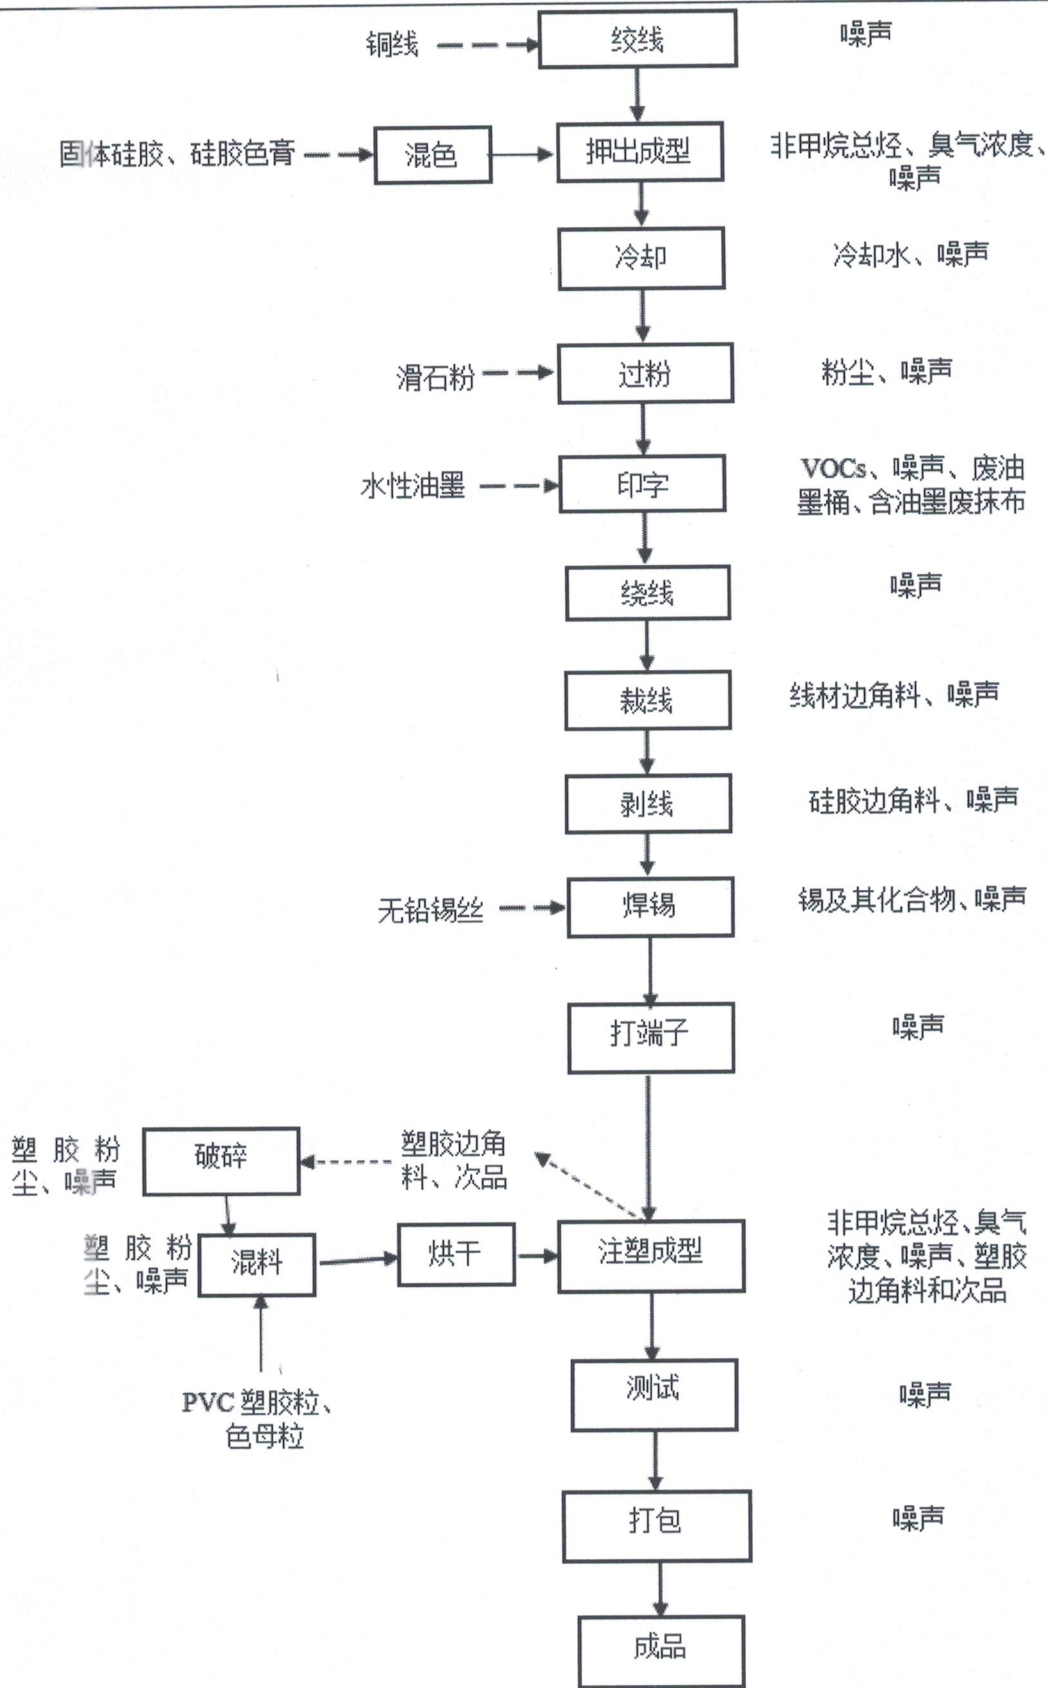 铜线
绞线
噪声
固体硅胶、硅胶色膏
混色
押出成型
非甲烷总烃、臭气浓度、
噪声
冷却
冷却水、噪声
滑石粉
过粉
粉尘、噪声
水性油墨
印字
VOCs、噪声、废油
墨桶、含油墨废抹布
绕线
噪声
裁线
线材边角料、噪声
剥线
硅胶边角料、噪声
无铅锡丝
焊锡
锡及其化合物、噪声
打端子
噪声
塑胶粉
尘、噪声
破碎
塑胶边角
料、次品
塑胶粉
尘、噪声
混料
烘干
注塑成型
非甲烷总烃、臭气
浓度、噪声、塑胶
边角料和次品
PVC 塑胶粒、
色母粒
测试
噪声
打包
噪声
成品